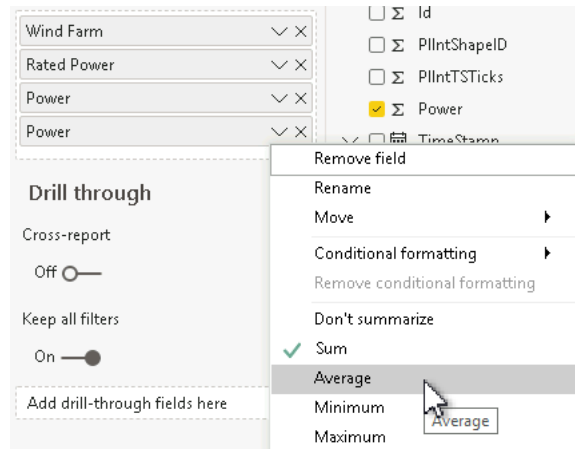 Wind Farm
Rated Power
Power
Power
Drill through
Cross-report
Off
Keep all filters
On
Add drill-through fields here
Id
PIIntShapeID
PIIntTSTicks
Power
TimeStamp
Remove field
Rename
Move
Conditional formatting
Remove conditional formatting
Don't summarize
Sum
Average
Minimum
Average
Maximum